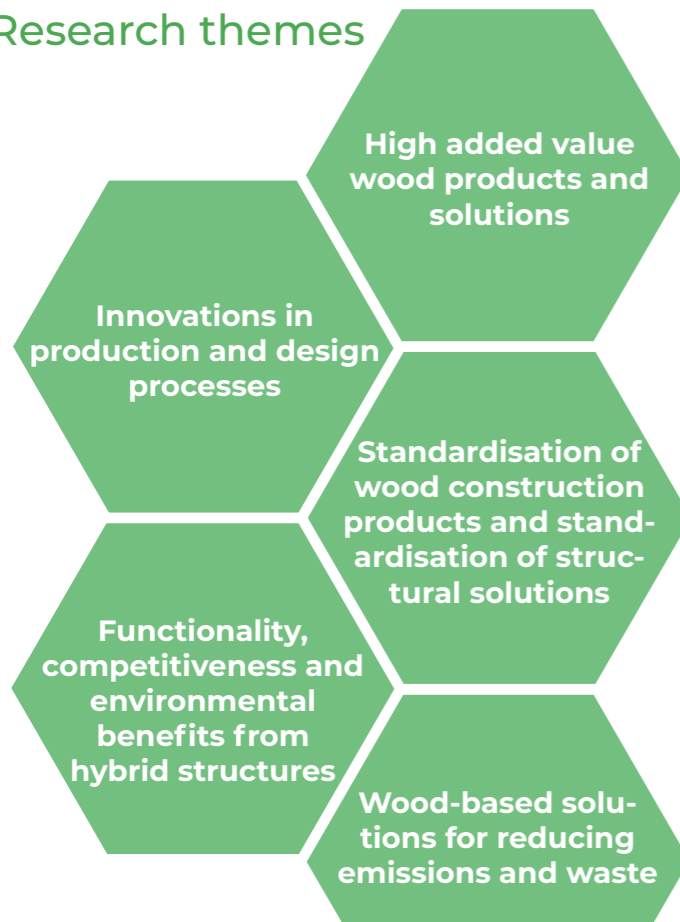 Research themes
High added value
wood products and
solutions
Innovations in
production and design
processes
Standardisation of
wood construction
products and stand-
ardisation of struc-
tural solutions
Functionality,
competitiveness and
environmental
benefits from
hybrid structures
Wood-based solu-
tions for reducing
emissions and waste